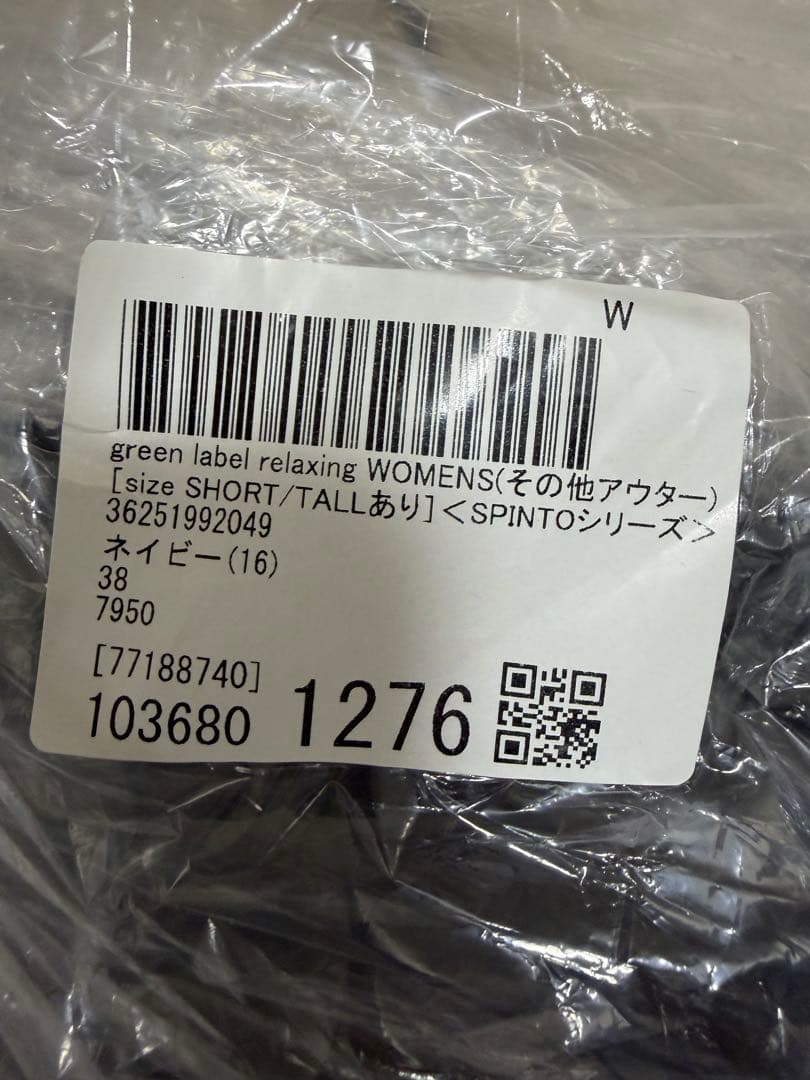 W
green label relaxing WOMENS(その他アウター)
[size SHORT/TALLあり]＜SPINTOシリーズ＞
36251992049
ネイビー(16)
38
7950
[77188740]
103680 1276